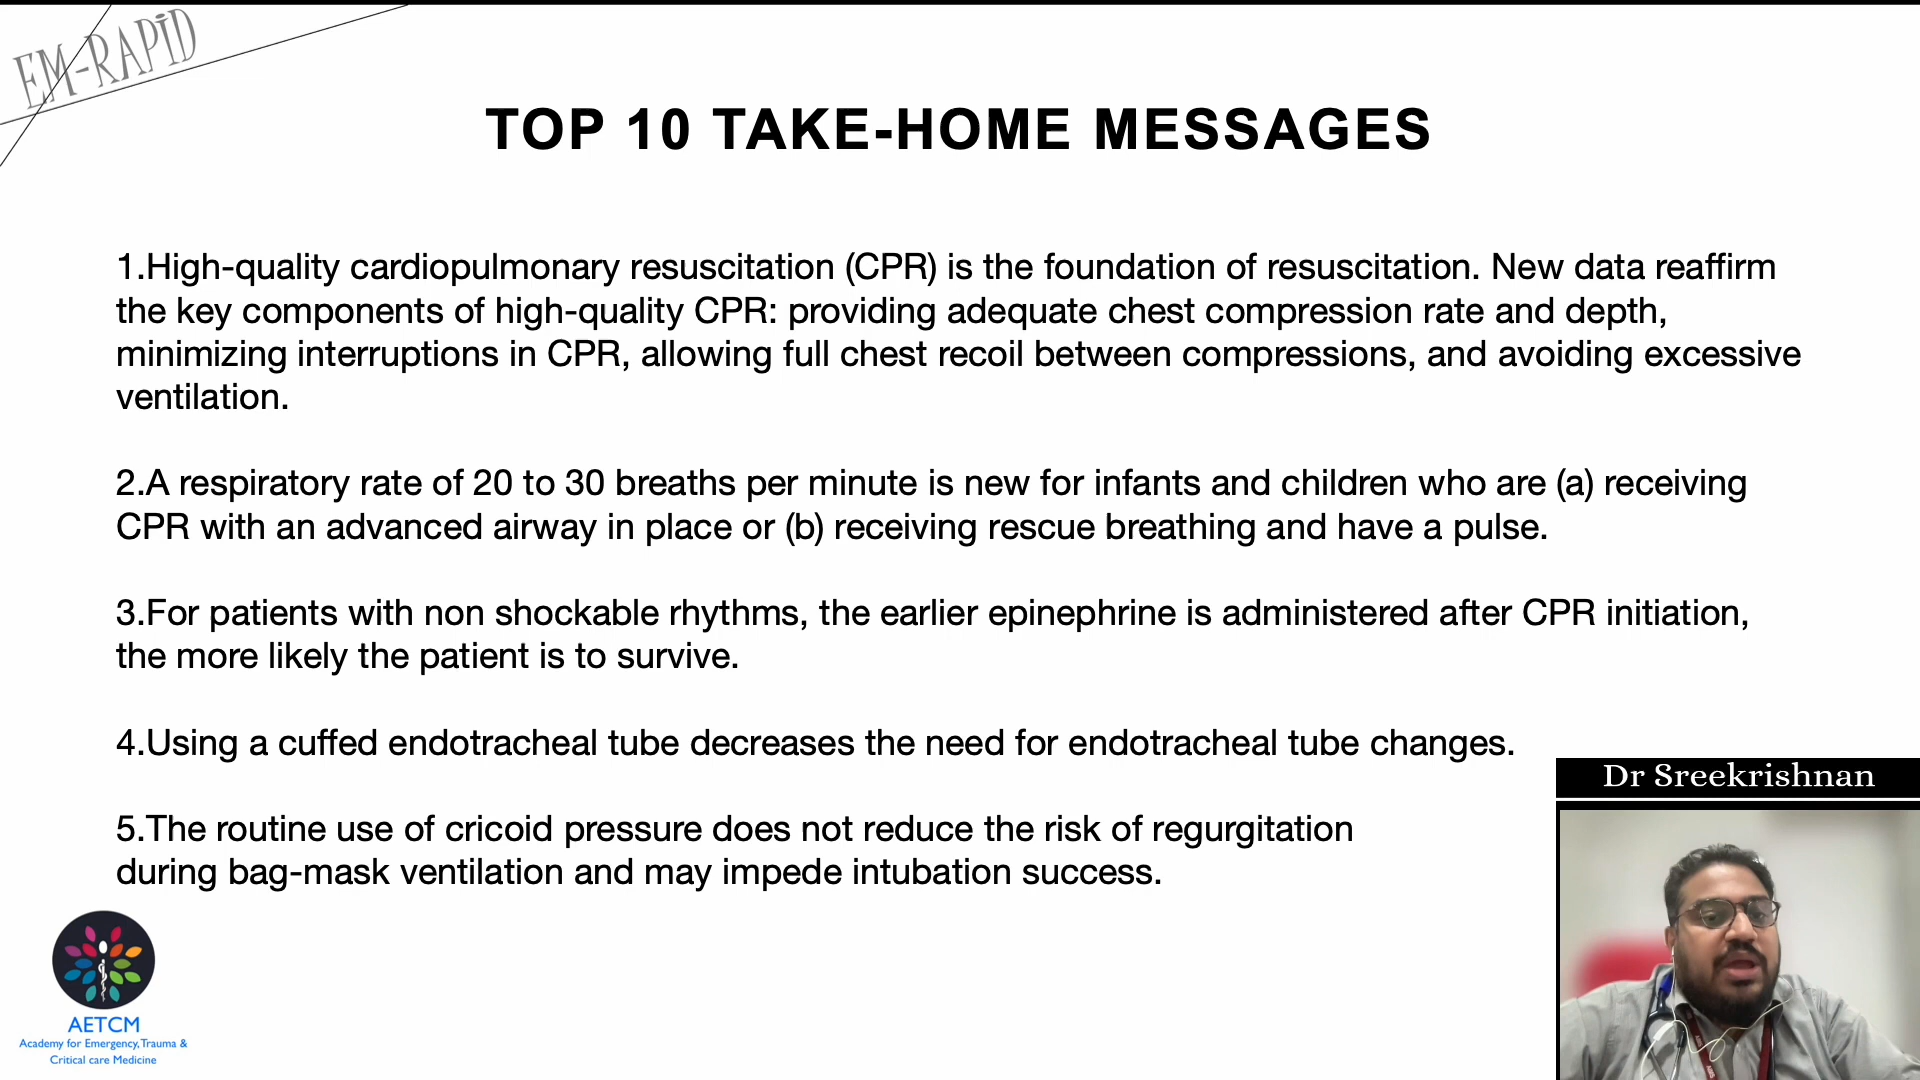 EM-RAPiD
TOP 10 TAKE-HOME MESSAGES
1.High-quality cardiopulmonary resuscitation (CPR) is the foundation of resuscitation. New data reaffirm
the key components of high-quality CPR: providing adequate chest compression rate and depth,
minimizing interruptions in CPR, allowing full chest recoil between compressions, and avoiding excessive
ventilation.
2.A respiratory rate of 20 to 30 breaths per minute is new for infants and children who are (a) receiving
CPR with an advanced airway in place or (b) receiving rescue breathing and have a pulse.
3.For patients with non shockable rhythms, the earlier epinephrine is administered after CPR initiation,
the more likely the patient is to survive.
4.Using a cuffed endotracheal tube decreases the need for endotracheal tube changes.
5.The routine use of cricoid pressure does not reduce the risk of regurgitation
during bag-mask ventilation and may impede intubation success.
Dr Sreekrishnan
AETCM
Academy for Emergency, Trauma &
Critical care Medicine